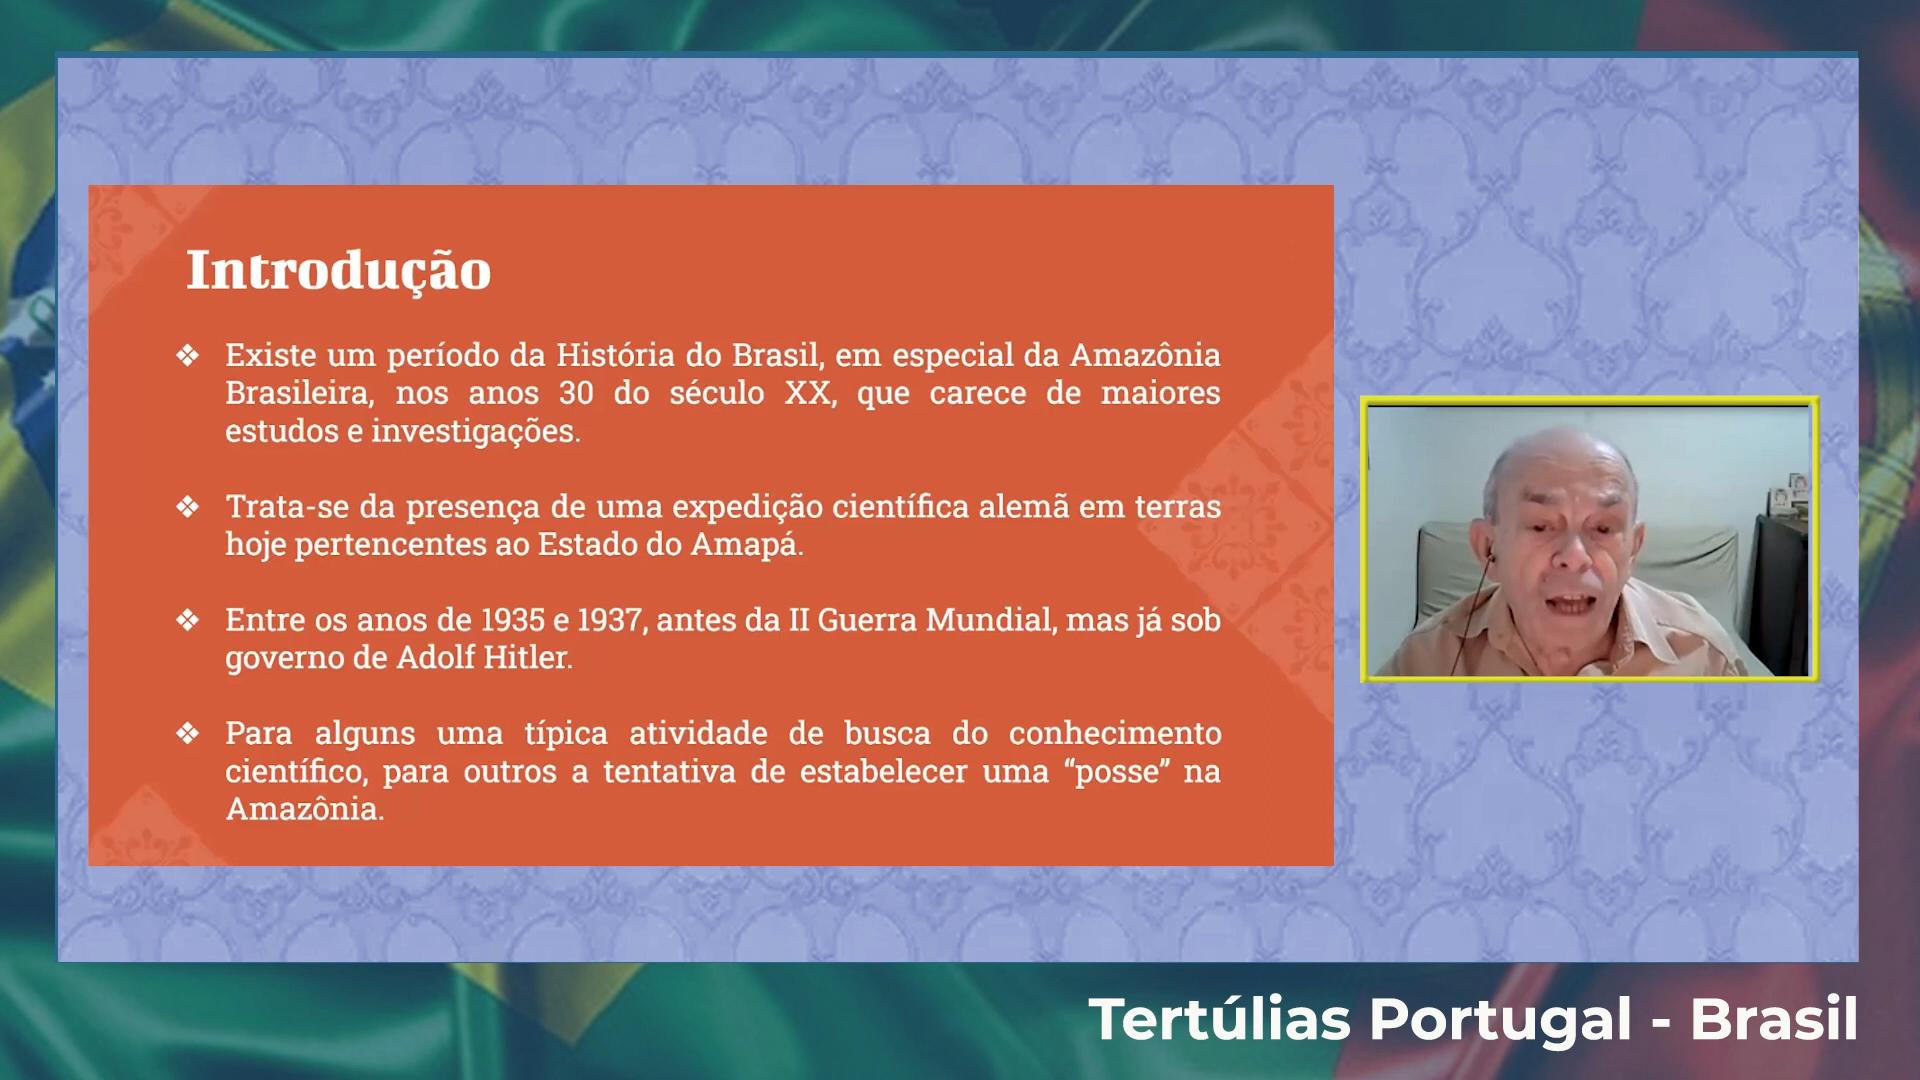 Introdução
❖ Existe um período da História do Brasil, em especial da Amazônia
Brasileira, nos anos 30 do século XX, que carece de maiores
estudos e investigações.
❖ Trata-se da presença de uma expedição científica alemã em terras
hoje pertencentes ao Estado do Amapá.
❖ Entre os anos de 1935 e 1937, antes da II Guerra Mundial, mas já sob
governo de Adolf Hitler.
❖ Para alguns uma típica atividade de busca do conhecimento
científico, para outros a tentativa de estabelecer uma “posse” na
Amazônia.
Tertúlias Portugal - Brasil